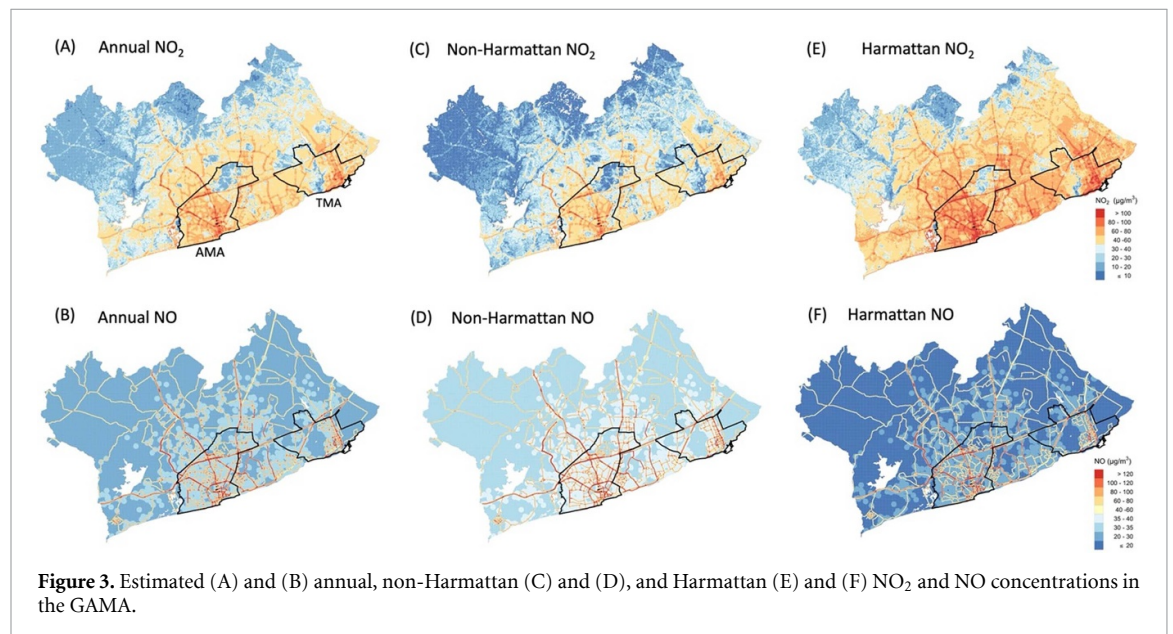 (A) Annual NO₂
(C) Non-Harmattan NO₂
(E) Harmattan NO₂
TMA
AMA
NO₂ (µg/m³)
> 100
80 - 100
60 - 80
40 -60
30 - 40
20 - 30
10 - 20
≤ 10
(B) Annual NO
(D) Non-Harmattan NO
(F) Harmattan NO
NO (µg/m³)
> 120
100 - 120
80 - 100
40 -60
35 - 40
30 - 35
20 - 30
≤ 20
Figure 3. Estimated (A) and (B) annual, non-Harmattan (C) and (D), and Harmattan (E) and (F) NO₂ and NO concentrations in
the GAMA.